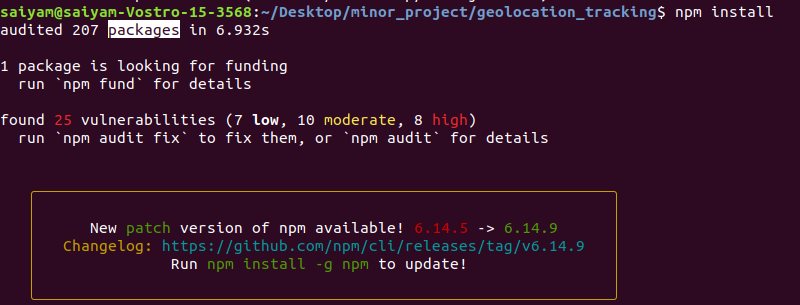 saiyam@saiyam-Vostro-15-3568:~/Desktop/minor_project/geolocation_tracking$ npm install
audited 207 packages in 6.932s
1 package is looking for funding
run `npm fund` for details
found 25 vulnerabilities (7 low, 10 moderate, 8 high)
run `npm audit fix` to fix them, or `npm audit` for details
New patch version of npm available! 6.14.5 -> 6.14.9
Changelog: https://github.com/npm/cli/releases/tag/v6.14.9
Run npm install -g npm to update!